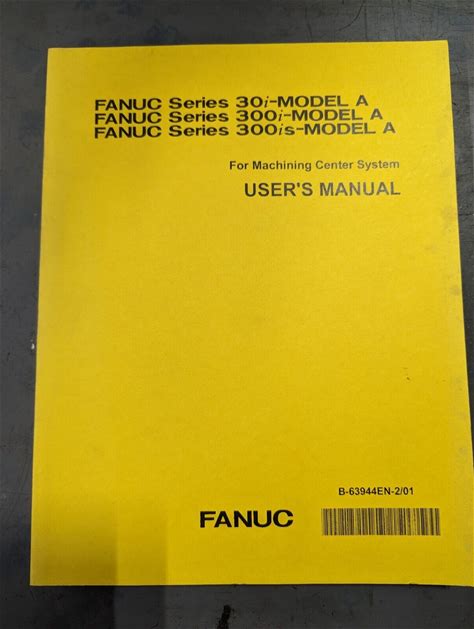 FANUC Series 30i-MODEL A
FANUC Series 300i-MODEL A
FANUC Series 300is-MODEL A
For Machining Center System
USER'S MANUAL
B-63944EN-2/01
FANUC